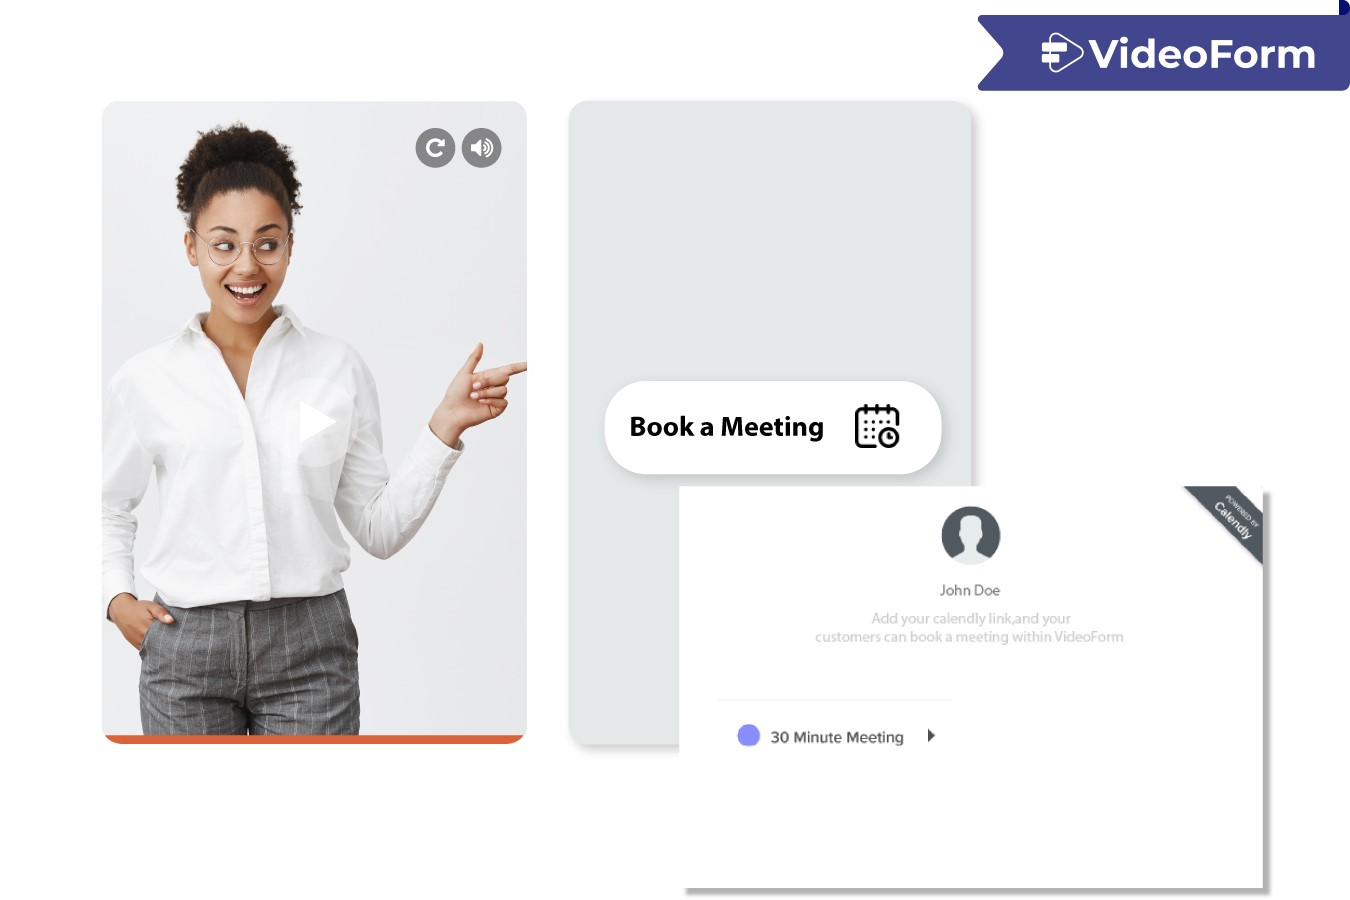 VideoForm
Book a Meeting
POWERED BY
Calendly
John Doe
Add your calendly link,and your
customers can book a meeting within VideoForm
30 Minute Meeting